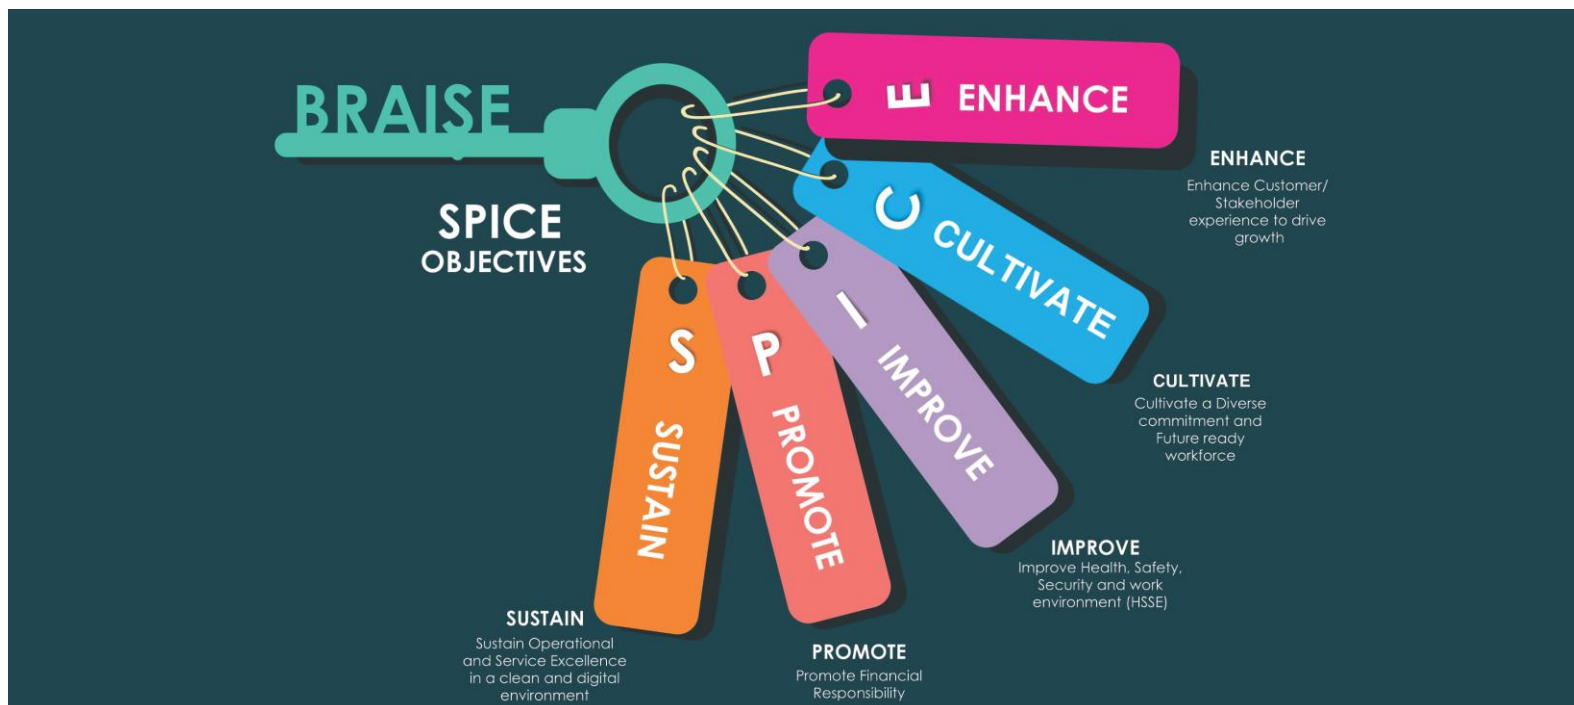 BRAISE
SPICE
OBJECTIVES
S SUSTAIN
P PROMOTE
I IMPROVE
C CULTIVATE
E ENHANCE
SUSTAIN
Sustain Operational
and Service Excellence
in a clean and digital
environment
PROMOTE
Promote Financial
Responsibility
IMPROVE
Improve Health, Safety,
Security and work
environment (HSSE)
CULTIVATE
Cultivate a Diverse
commitment and
Future ready
workforce
ENHANCE
Enhance Customer/
Stakeholder
experience to drive
growth